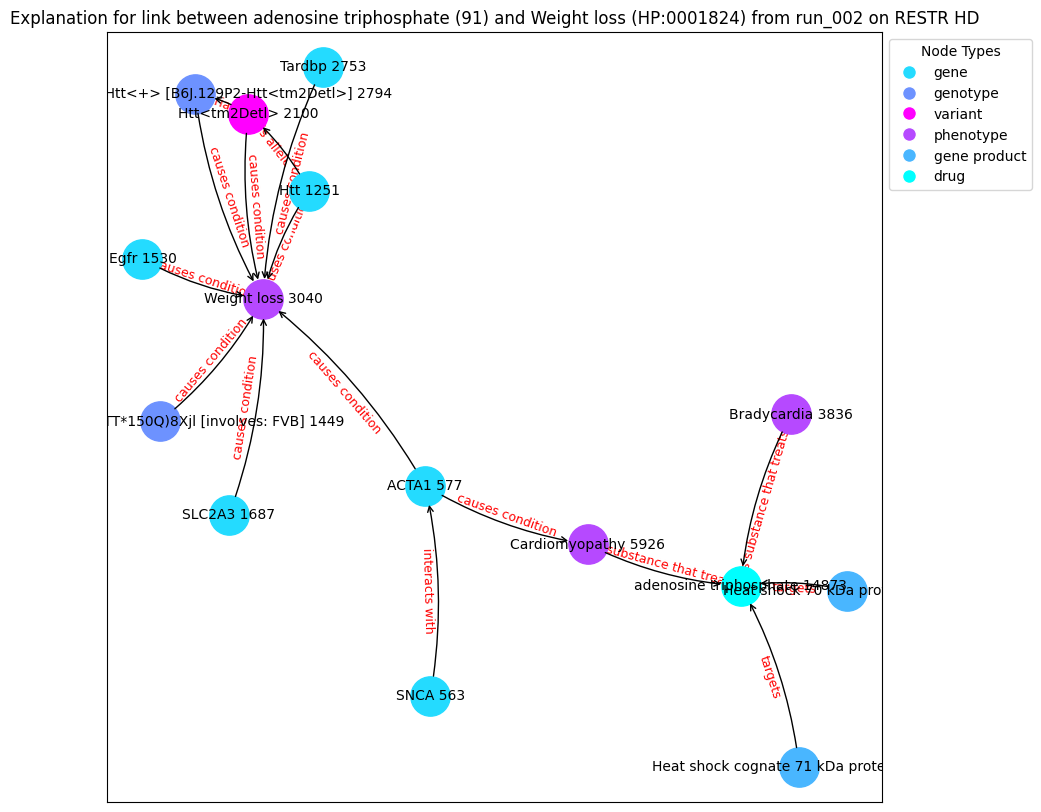 Explanation for link between adenosine triphosphate (91) and Weight loss (HP:0001824) from run_002 on RESTR HD
Node Types
gene
genotype
variant
phenotype
gene product
drug
Tardbp 2753
Htt<+> [B6J.129P2-Htt<tm2Detl>] 2794
Htt<tm2Detl> 2100
allele
causes condition
causes condition
causes condition
Htt 1251
causes condition
Egfr 1530
causes condition
Weight loss 3040
causes condition
TT*150Q)8Xjl [involves: FVB] 1449
causes condition
causes condition
SLC2A3 1687
ACTA1 577
causes condition
Cardiomyopathy 5926
Bradycardia 3836
substance that treats
substance that treats
adenosine triphosphate 14873
Heat shock 70 kDa pro
interacts with
targets
SNCA 563
Heat shock cognate 71 kDa prote